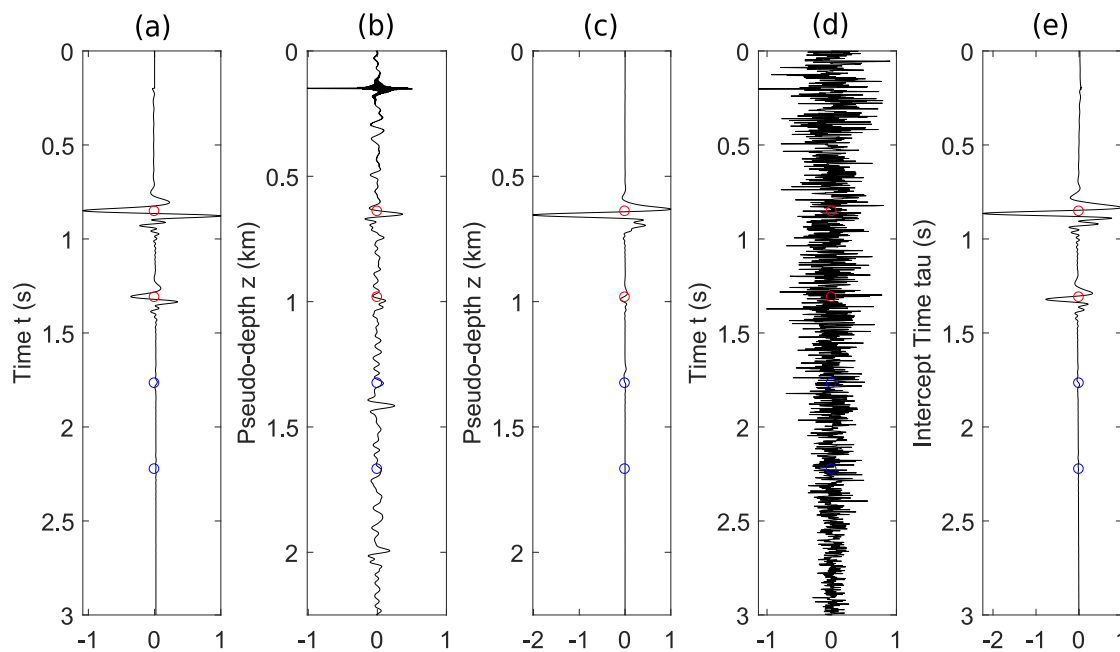 (a) (b) (c) (d) (e)
0 0 0 0 0
0.5 0.5 0.5 0.5 0.5
1 1 1 1 1
1.5 1.5 1.5 1.5 1.5
2 2 2 2 2
2.5 2.5 2.5
3 3 3
Time t (s)
Pseudo-depth z (km)
Pseudo-depth z (km)
Time t (s)
Intercept Time tau (s)
-1 0 1 -1 0 1 -2 -1 0 1 -1 0 1 -2 -1 0 1